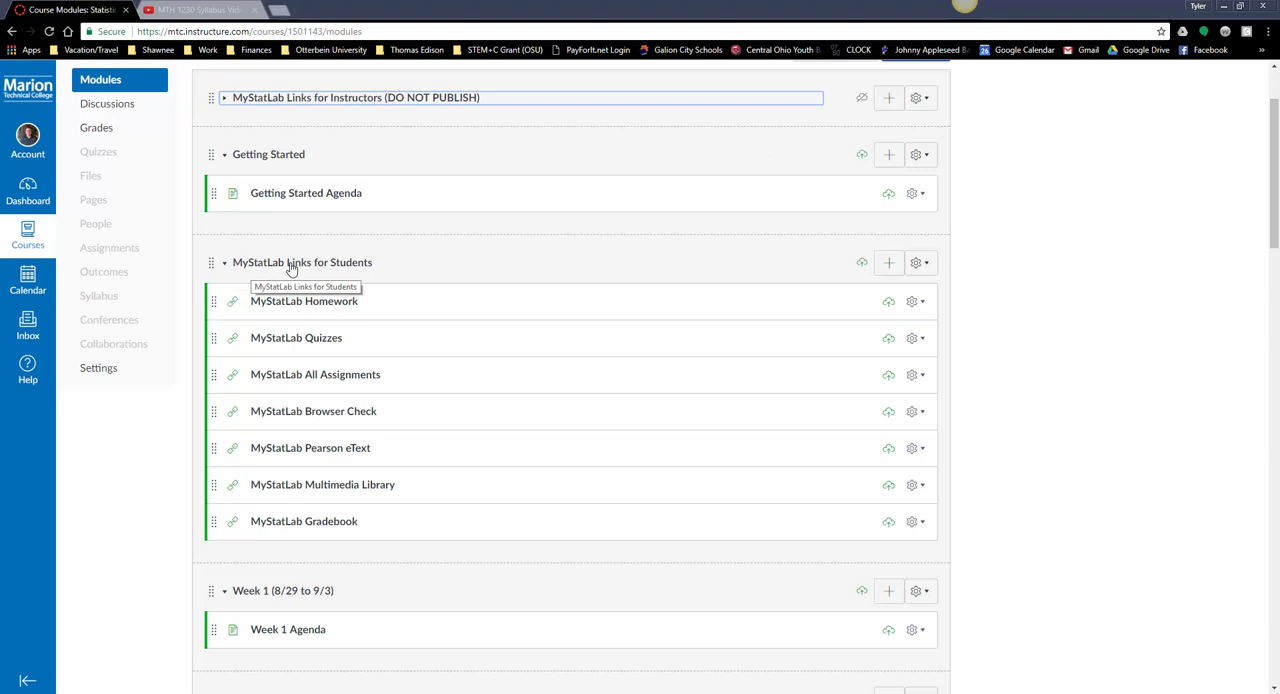 Course Modules: Statisti
MTH 1230 Syllabus Vid
Tyler
Secure
https://mtc.instructure.com/courses/1501143/modules
Apps
Vacation/Travel
Shawnee
Work
Finances
Otterbein University
Thomas Edison
STEM+C Grant (OSU)
PayForIt.net Login
Galion City Schools
Central Ohio Youth B
CLOCK
Johnny Appleseed Ba
Google Calendar
Gmail
Google Drive
Facebook
»
Marion
Technical College
Account
Dashboard
Courses
Calendar
Inbox
Help
Modules
Discussions
Grades
Quizzes
Files
Pages
People
Assignments
Outcomes
Syllabus
Conferences
Collaborations
Settings
MyStatLab Links for Instructors (DO NOT PUBLISH)
Getting Started
Getting Started Agenda
MyStatLab Links for Students
MyStatLab Links for Students
MyStatLab Homework
MyStatLab Quizzes
MyStatLab All Assignments
MyStatLab Browser Check
MyStatLab Pearson eText
MyStatLab Multimedia Library
MyStatLab Gradebook
Week 1 (8/29 to 9/3)
Week 1 Agenda